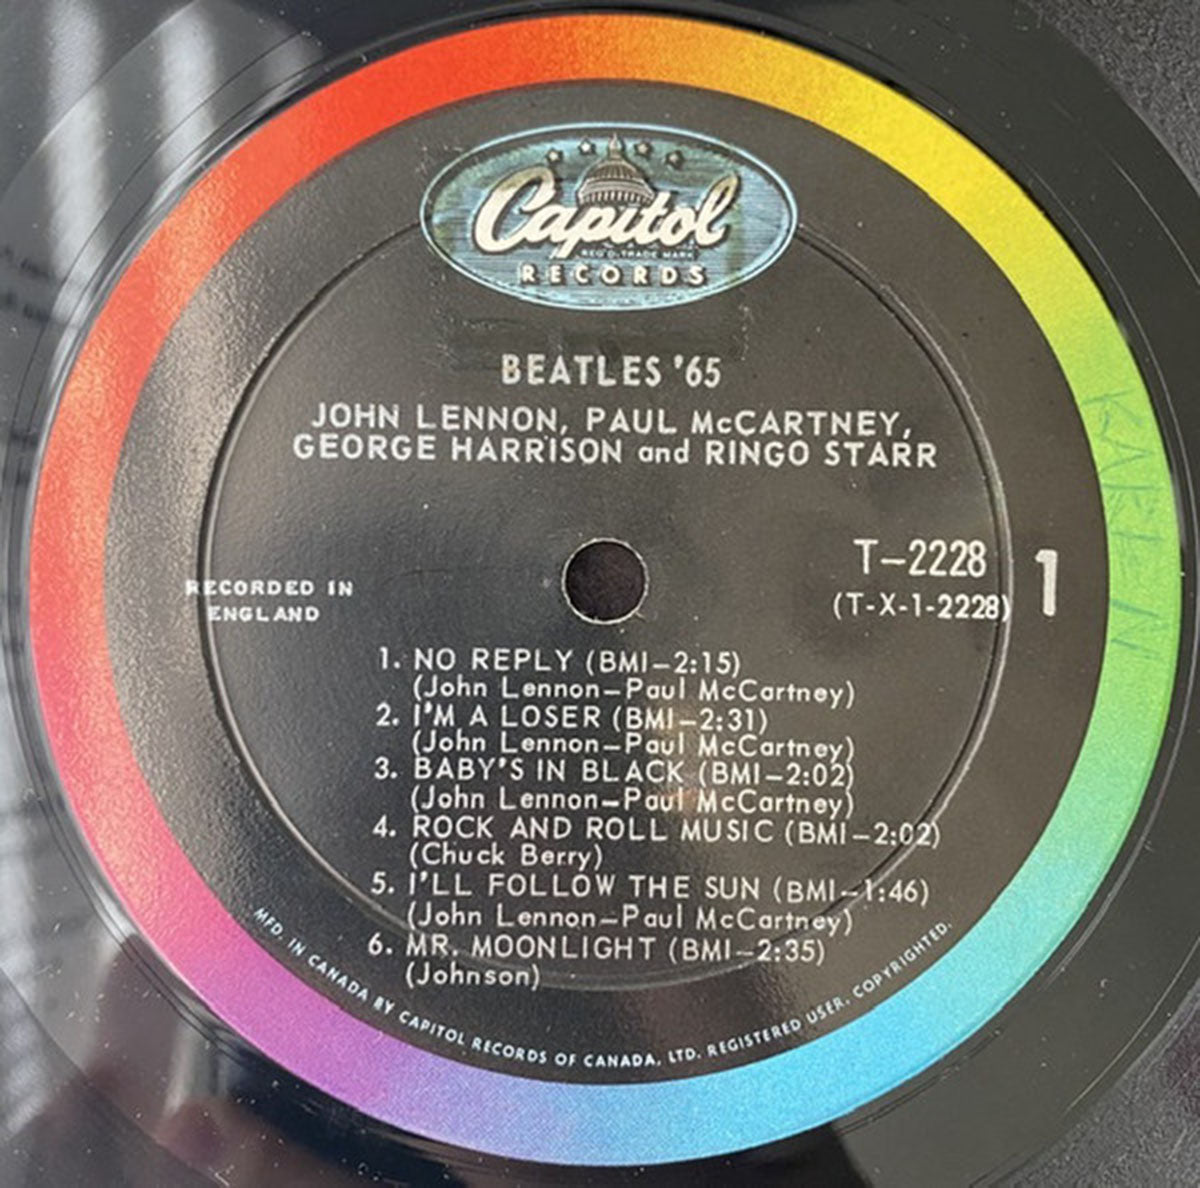 Capitol
REG'D. TRADE MARK
RECORDS
BEATLES '65
JOHN LENNON, PAUL McCARTNEY,
GEORGE HARRISON and RINGO STARR
T-2228
(T-X-1-2228)
1
RECORDED IN
ENGLAND
1. NO REPLY (BMI-2:15)
(John Lennon-Paul McCartney)
2. I'M A LOSER (BMI-2:31)
(John Lennon-Paul McCartney)
3. BABY'S IN BLACK (BMI-2:02)
(John Lennon-Paul McCartney)
4. ROCK AND ROLL MUSIC (BMI-2:02)
(Chuck Berry)
5. I'LL FOLLOW THE SUN (BMI-1:46)
(John Lennon-Paul McCartney)
6. MR. MOONLIGHT (BMI-2:35)
(Johnson)
MFD. IN CANADA BY CAPITOL RECORDS OF CANADA, LTD. REGISTERED USER. COPYRIGHTED.
KAREN